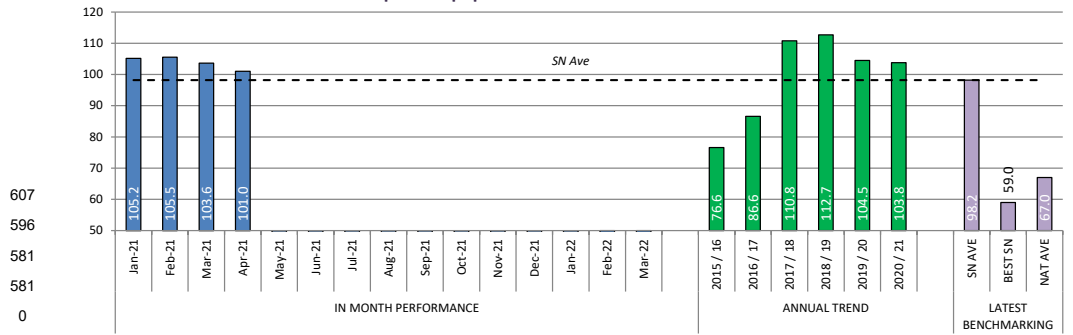 120
110
100
90
80
70
60
50
SN Ave
607
596
581
581
0
105.2
105.5
103.6
101.0
76.6
86.6
110.8
112.7
104.5
103.8
98.2
59.0
67.0
Jan-21
Feb-21
Mar-21
Apr-21
May-21
Jun-21
Jul-21
Aug-21
Sep-21
Oct-21
Nov-21
Dec-21
Jan-22
Feb-22
Mar-22
2015 / 16
2016 / 17
2017 / 18
2018 / 19
2019 / 20
2020 / 21
SN AVE
BEST SN
NAT AVE
IN MONTH PERFORMANCE
ANNUAL TREND
LATEST
BENCHMARKING